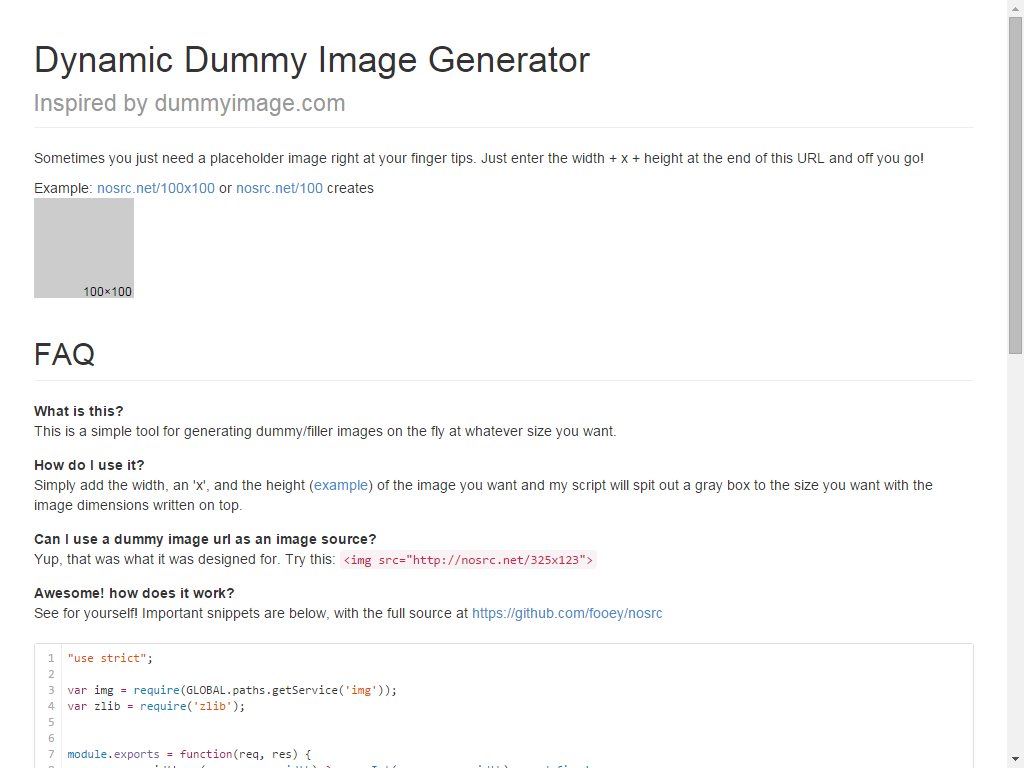 Dynamic Dummy Image Generator
Inspired by dummyimage.com
Sometimes you just need a placeholder image right at your finger tips. Just enter the width + x + height at the end of this URL and off you go!
Example: nosrc.net/100x100 or nosrc.net/100 creates
100×100
FAQ
What is this?
This is a simple tool for generating dummy/filler images on the fly at whatever size you want.
How do I use it?
Simply add the width, an 'x', and the height (example) of the image you want and my script will spit out a gray box to the size you want with the
image dimensions written on top.
Can I use a dummy image url as an image source?
Yup, that was what it was designed for. Try this: <img src="http://nosrc.net/325x123">
Awesome! how does it work?
See for yourself! Important snippets are below, with the full source at https://github.com/fooey/nosrc
1 "use strict";
2
3 var img = require(GLOBAL.paths.getService('img'));
4 var zlib = require('zlib');
5
6
7 module.exports = function(req, res) {